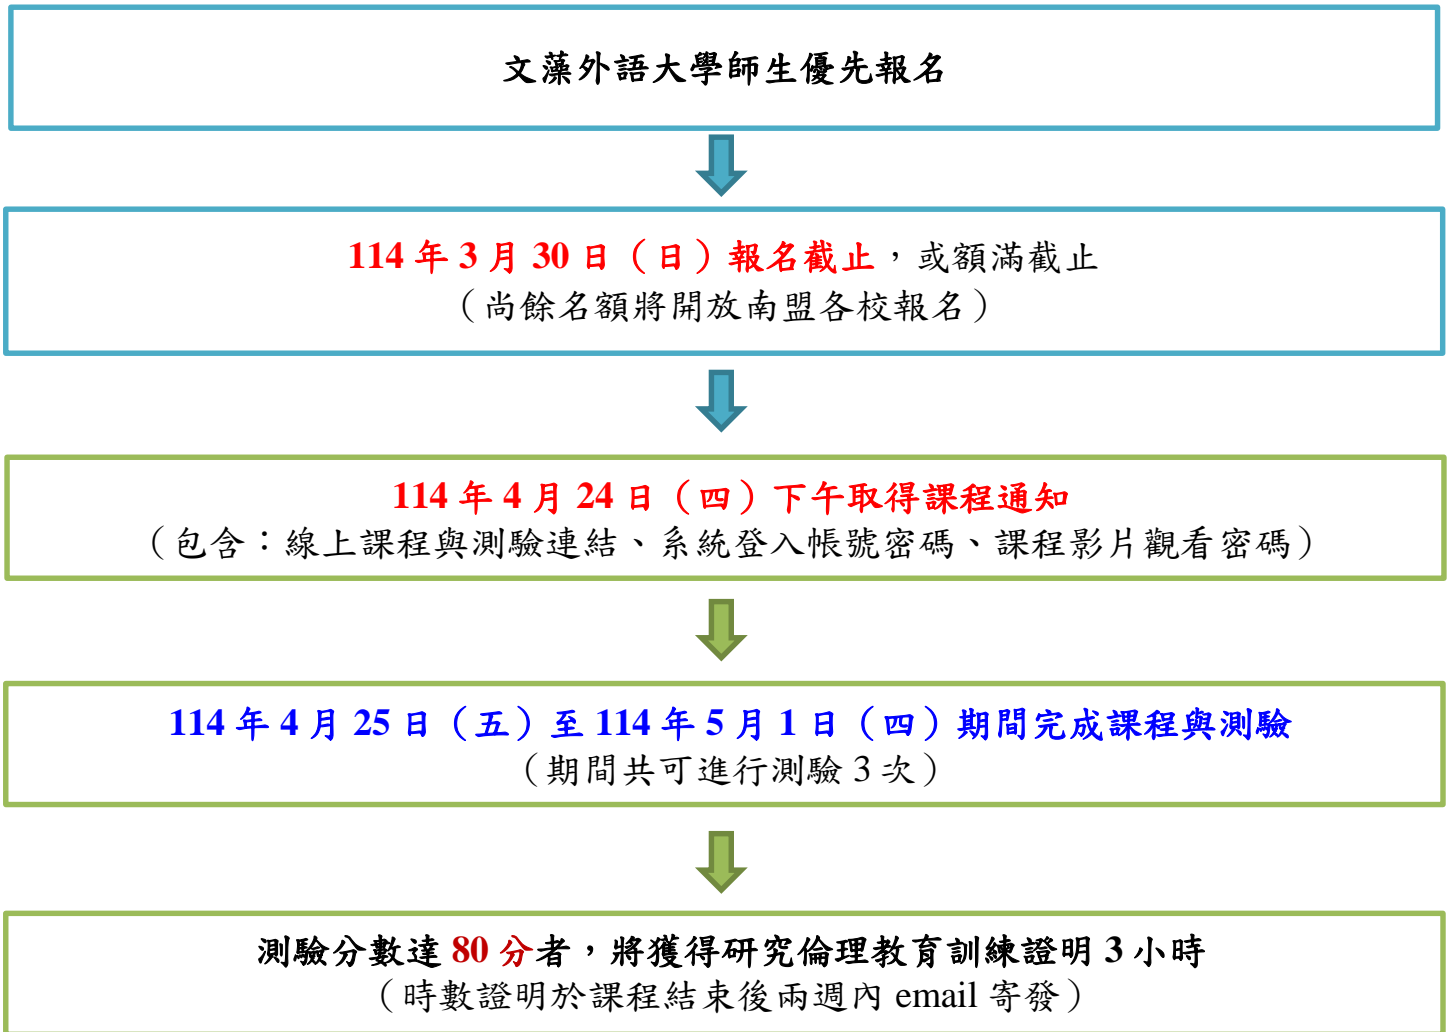 文藻外語大學師生優先報名
114 年 3 月 30 日（日）報名截止，或額滿截止
（尚餘名額將開放南盟各校報名）
114 年 4 月 24 日（四）下午取得課程通知
（包含：線上課程與測驗連結、系統登入帳號密碼、課程影片觀看密碼）
114 年 4 月 25 日（五）至 114 年 5 月 1 日（四）期間完成課程與測驗
（期間共可進行測驗 3 次）
測驗分數達 80 分者，將獲得研究倫理教育訓練證明 3 小時
（時數證明於課程結束後兩週內 email 寄發）